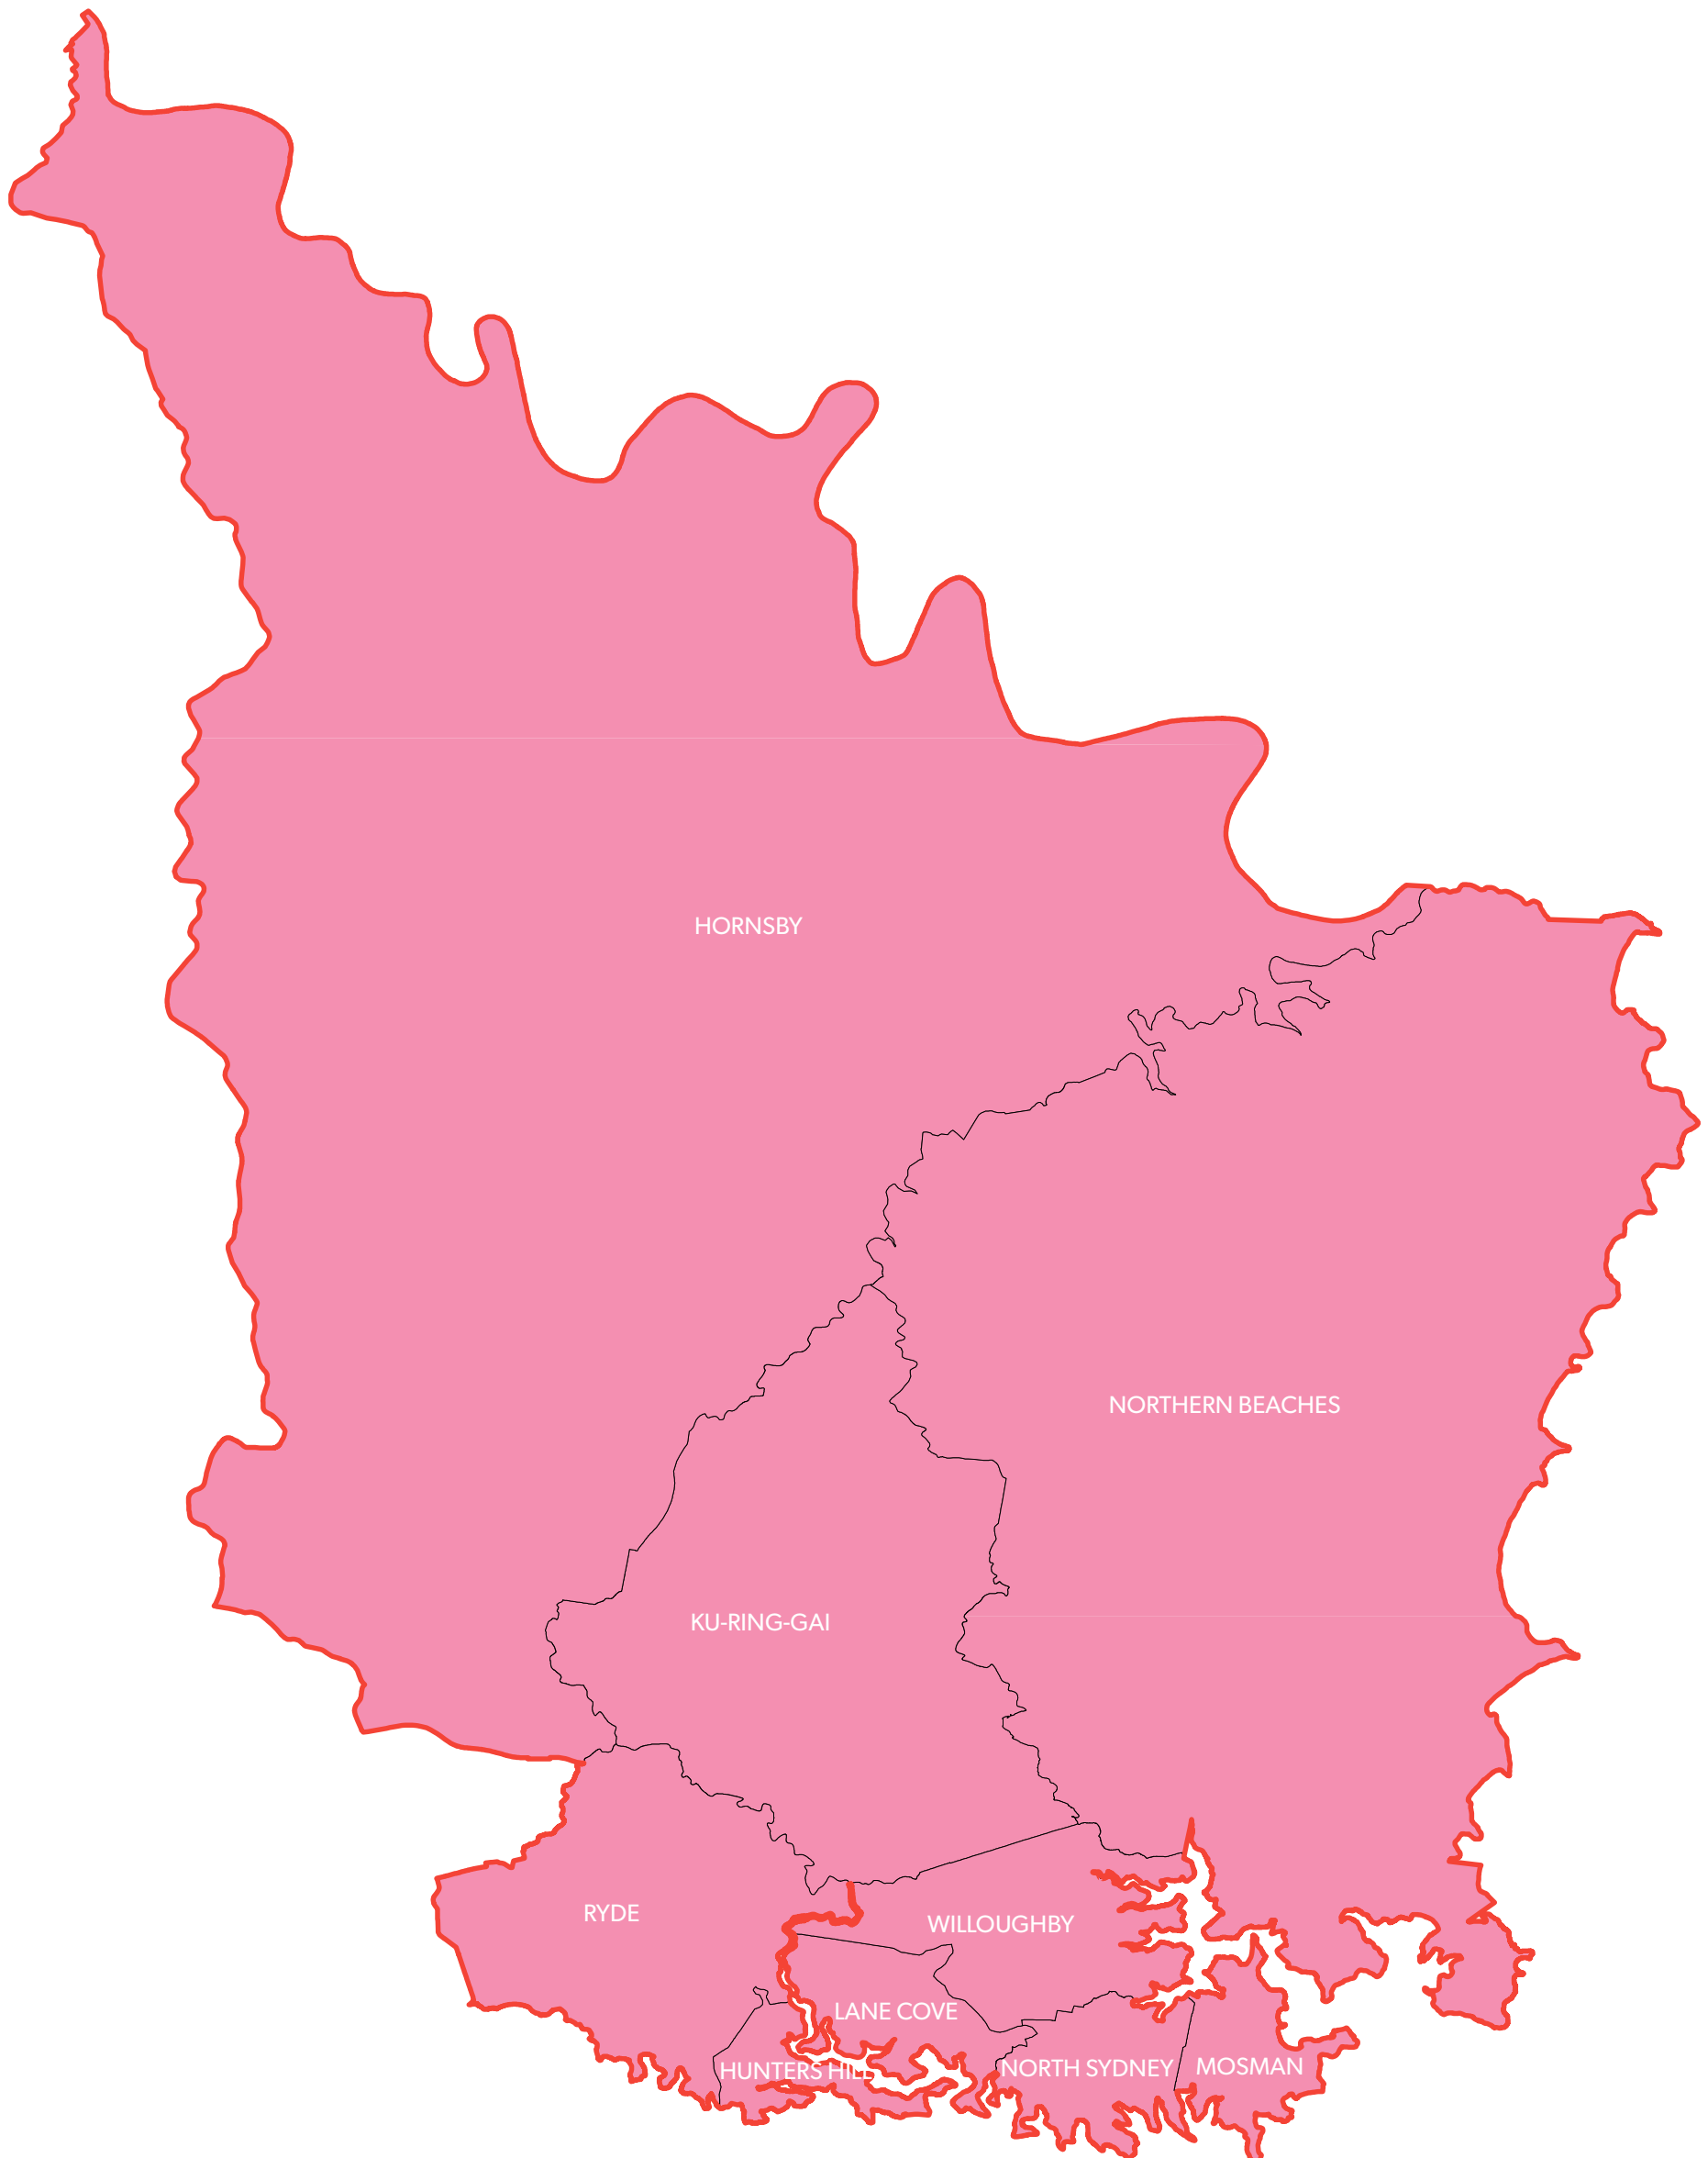 HORNSBY
NORTHERN BEACHES
KU-RING-GAI
RYDE
WILLOUGHBY
LANE COVE
HUNTERS HILL
NORTH SYDNEY
MOSMAN